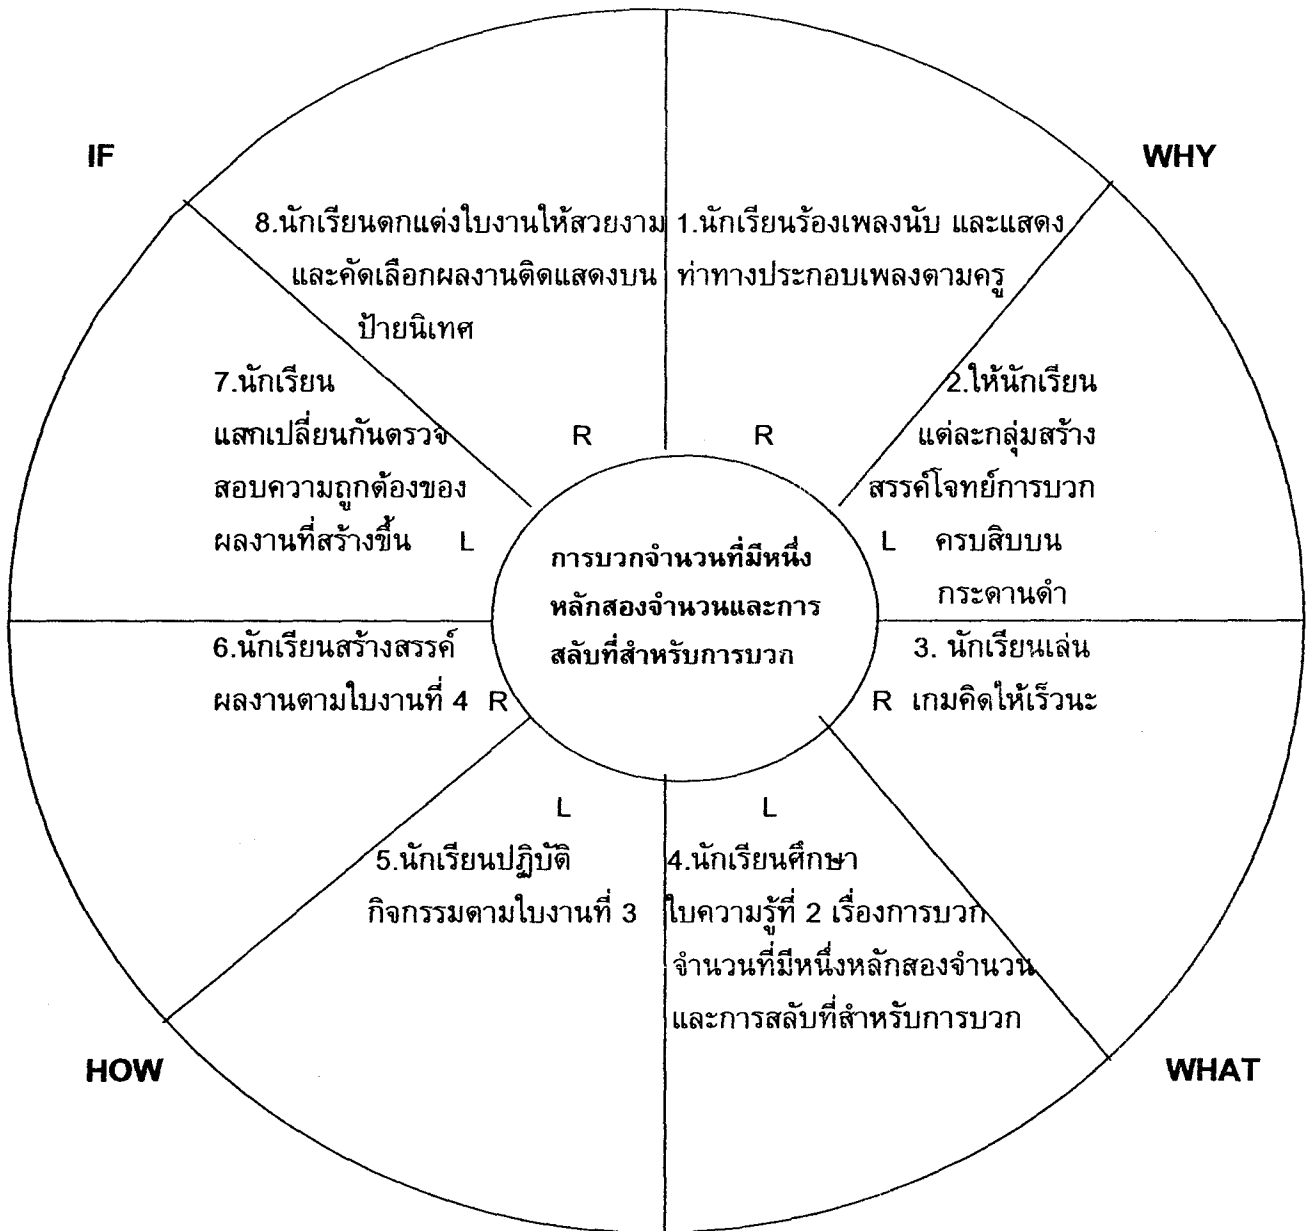 IF
WHY
8.นักเรียนตกแต่งใบงานให้สวยงาม
และคัดเลือกผลงานติดแสดงบน
ป้ายนิเทศ
R
1.นักเรียนร้องเพลงนับ และแสดง
ท่าทางประกอบเพลงตามครู
R
2.ให้นักเรียน
แต่ละกลุ่มสร้าง
สรรค์โจทย์การบวก
L ครบสิบบน
กระดานดำ
3. นักเรียนเล่น
R เกมคิดให้เร็วนะ
L
4.นักเรียนศึกษา
ใบความรู้ที่ 2 เรื่องการบวก
จำนวนที่มีหนึ่งหลักสองจำนวน
และการสลับที่สำหรับการบวก
L
5.นักเรียนปฏิบัติ
กิจกรรมตามใบงานที่ 3
6.นักเรียนสร้างสรรค์
ผลงานตามใบงานที่ 4 R
7.นักเรียน
แลกเปลี่ยนกันตรวจ
สอบความถูกต้องของ
ผลงานที่สร้างขึ้น L
การบวกจำนวนที่มีหนึ่ง
หลักสองจำนวนและการ
สลับที่สำหรับการบวก
HOW
WHAT